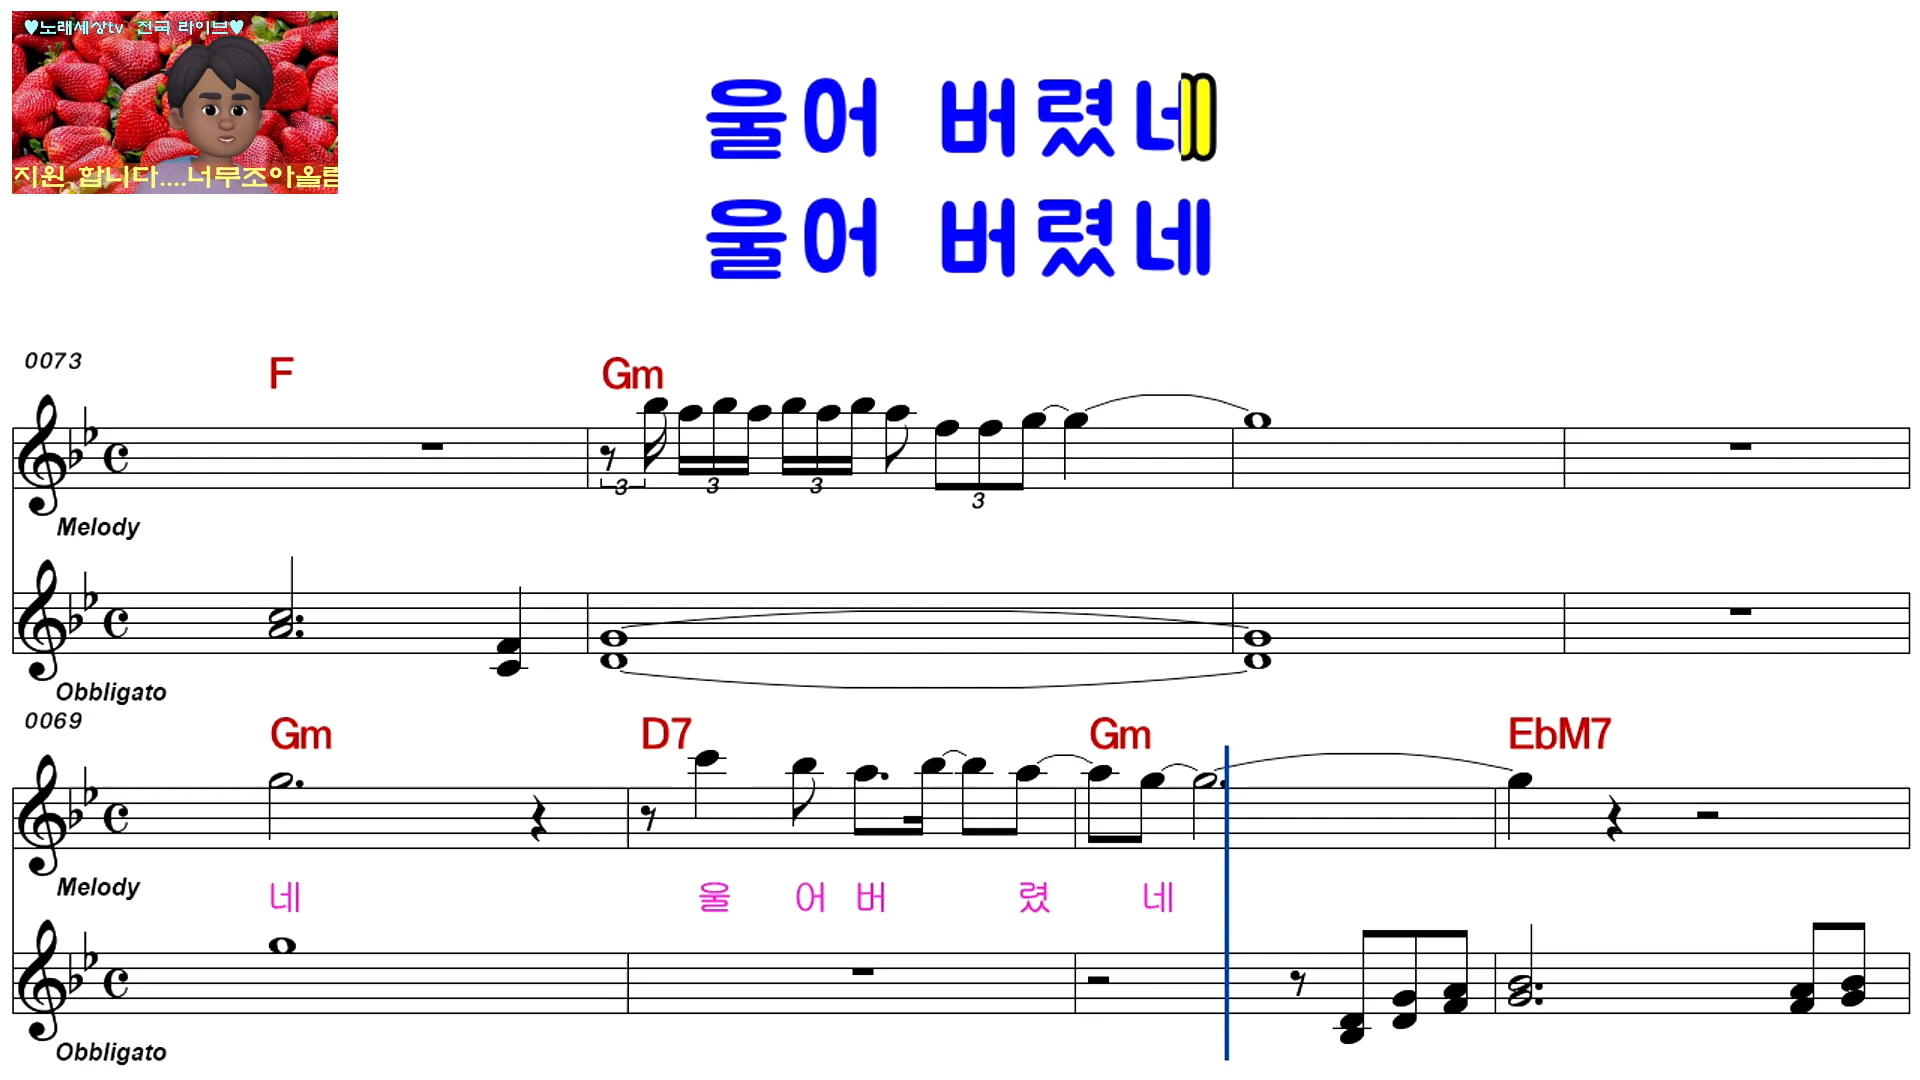 ♥노래세상tv 전국 라이브♥
지원 합니다....너무조아올림
울어 버렸네
울어 버렸네
0073
F Gm
3 3 3 3
Melody
Obbligato
0069
Gm D7 Gm EbM7
Melody
네 울 어 버 렸 네
Obbligato